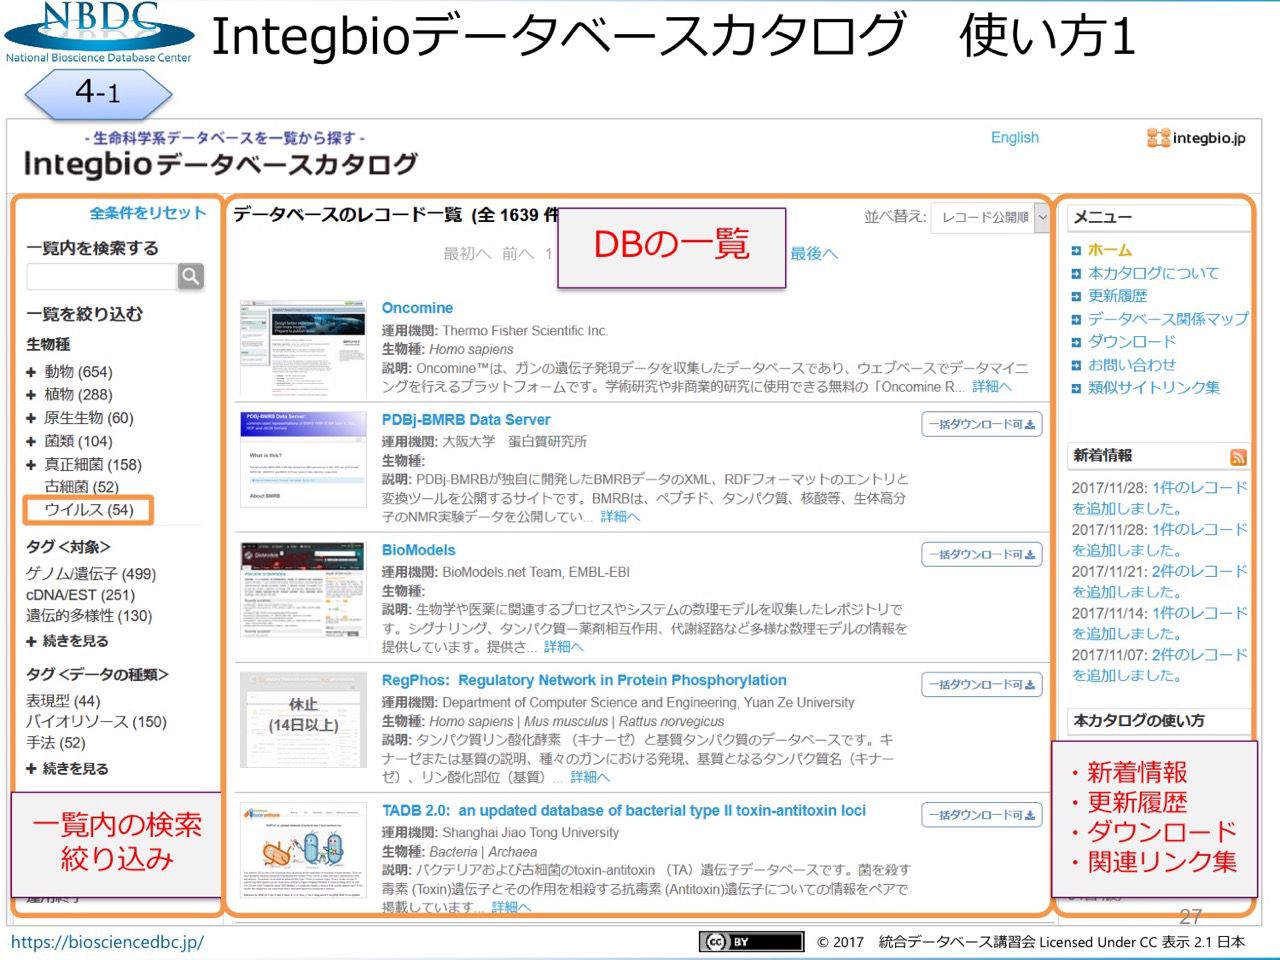 NBDC
National Bioscience Database Center
Integbioデータベースカタログ　使い方1
4-1
- 生命科学系データベースを一覧から探す -
Integbioデータベースカタログ
English
integbio.jp
全条件をリセット
一覧内を検索する
一覧を絞り込む
生物種
+ 動物 (654)
+ 植物 (288)
+ 原生生物 (60)
+ 菌類 (104)
+ 真正細菌 (158)
古細菌 (52)
ウイルス (54)
タグ <対象>
ゲノム/遺伝子 (499)
cDNA/EST (251)
遺伝的多様性 (130)
+ 続きを見る
タグ <データの種類>
表現型 (44)
バイオリソース (150)
手法 (52)
+ 続きを見る
一覧内の検索
絞り込み
データベースのレコード一覧 (全 1639 件
並べ替え: レコード公開順
最初へ 前へ 1
最後へ
DBの一覧
Oncomine
運用機関: Thermo Fisher Scientific Inc.
生物種: Homo sapiens
説明: Oncomine™は、ガンの遺伝子発現データを収集したデータベースであり、ウェブベースでデータマイニ
ングを行えるプラットフォームです。学術研究や非商業的研究に使用できる無料の「Oncomine R... 詳細へ
PDBj-BMRB Data Server
一括ダウンロード可
運用機関: 大阪大学　蛋白質研究所
生物種:
説明: PDBj-BMRBが独自に開発したBMRBデータのXML、RDFフォーマットのエントリと
変換ツールを公開するサイトです。BMRBは、ペプチド、タンパク質、核酸等、生体高分
子のNMR実験データを公開してい... 詳細へ
PDBj-BMRB Data Server
What is this?
About BMRB
BioModels
一括ダウンロード可
運用機関: BioModels.net Team, EMBL-EBI
生物種:
説明: 生物学や医薬に関連するプロセスやシステムの数理モデルを収集したレポジトリで
す。シグナリング、タンパク質ー薬剤相互作用、代謝経路など多様な数理モデルの情報を
提供しています。提供さ... 詳細へ
RegPhos: Regulatory Network in Protein Phosphorylation
一括ダウンロード可
休止
(14日以上)
運用機関: Department of Computer Science and Engineering, Yuan Ze University
生物種: Homo sapiens | Mus musculus | Rattus norvegicus
説明: タンパク質リン酸化酵素 （キナーゼ）と基質タンパク質のデータベースです。キ
ナーゼまたは基質の説明、種々のガンにおける発現、基質となるタンパク質名（キナー
ゼ）、リン酸化部位（基質）... 詳細へ
TADB 2.0: an updated database of bacterial type II toxin-antitoxin loci
一括ダウンロード可
運用機関: Shanghai Jiao Tong University
生物種: Bacteria | Archaea
説明: バクテリアおよび古細菌のtoxin-antitoxin （TA）遺伝子データベースです。菌を殺す
毒素 (Toxin)遺伝子とその作用を相殺する抗毒素 (Antitoxin)遺伝子についての情報をペアで
掲載しています... 詳細へ
メニュー
ホーム
本カタログについて
更新履歴
データベース関係マップ
ダウンロード
お問い合わせ
類似サイトリンク集
新着情報
2017/11/28: 1件のレコード
を追加しました。
2017/11/28: 1件のレコード
を追加しました。
2017/11/21: 2件のレコード
を追加しました。
2017/11/14: 1件のレコード
を追加しました。
2017/11/07: 2件のレコード
を追加しました。
本カタログの使い方
・新着情報
・更新履歴
・ダウンロード
・関連リンク集
27
https://biosciencedbc.jp/
CC BY
© 2017　統合データベース講習会 Licensed Under CC 表示 2.1 日本